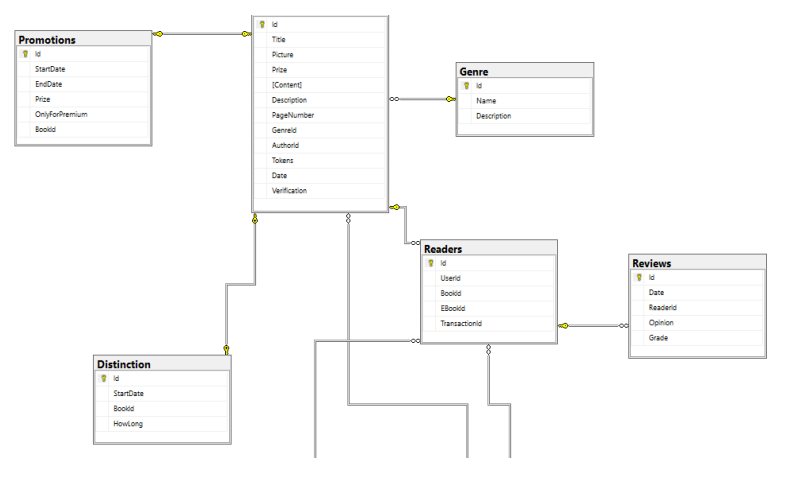 Promotions
Id
StartDate
EndDate
Prize
OnlyForPremium
BookId
Id
Title
Picture
Prize
[Content]
Description
PageNumber
GenreId
AuthorId
Tokens
Date
Verification
Genre
Id
Name
Description
Readers
Id
UserId
BookId
EBookId
TransactionId
Reviews
Id
Date
ReaderId
Opinion
Grade
Distinction
Id
StartDate
BookId
HowLong